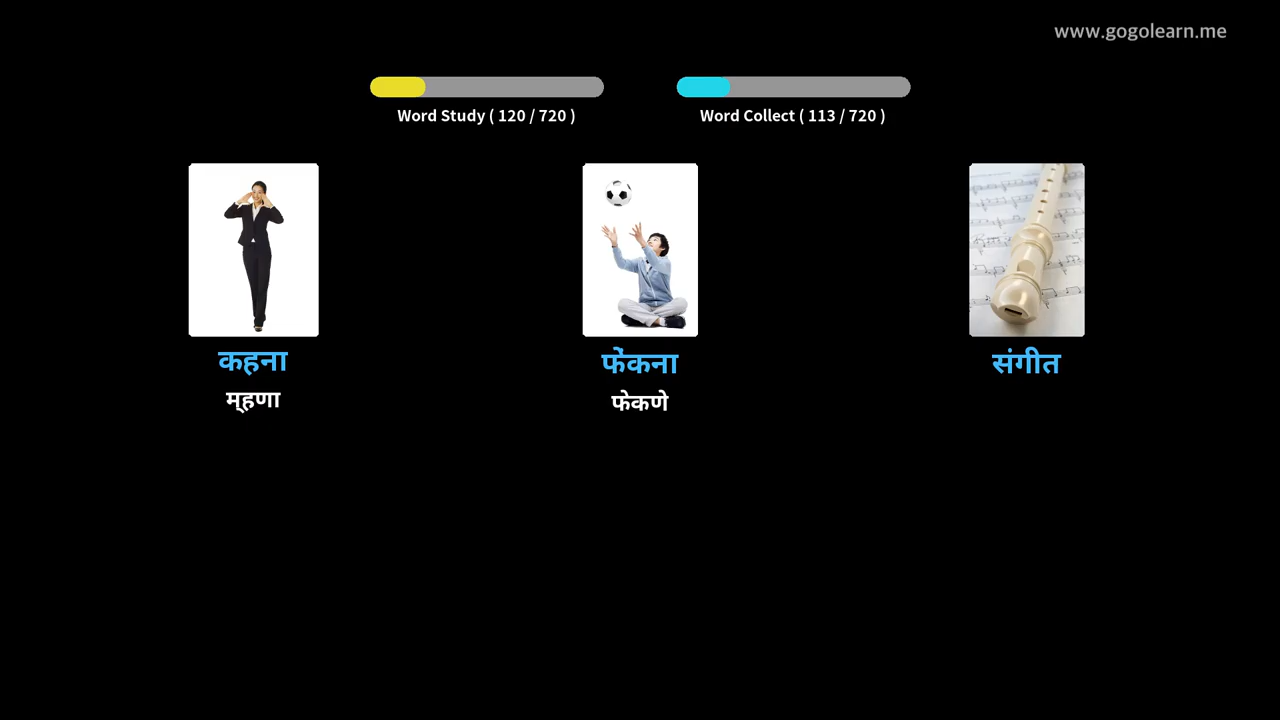 www.gogolearn.me
Word Study ( 120 / 720 )
Word Collect ( 113 / 720 )
कहना
म्हणा
फेंकना
फेकणे
संगीत